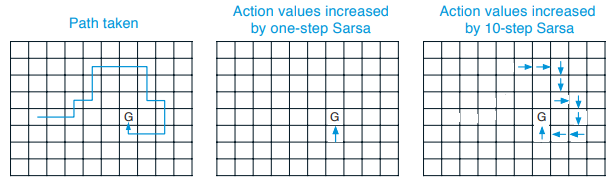 Path taken
Action values increased
by one-step Sarsa
Action values increased
by 10-step Sarsa
G
G
G